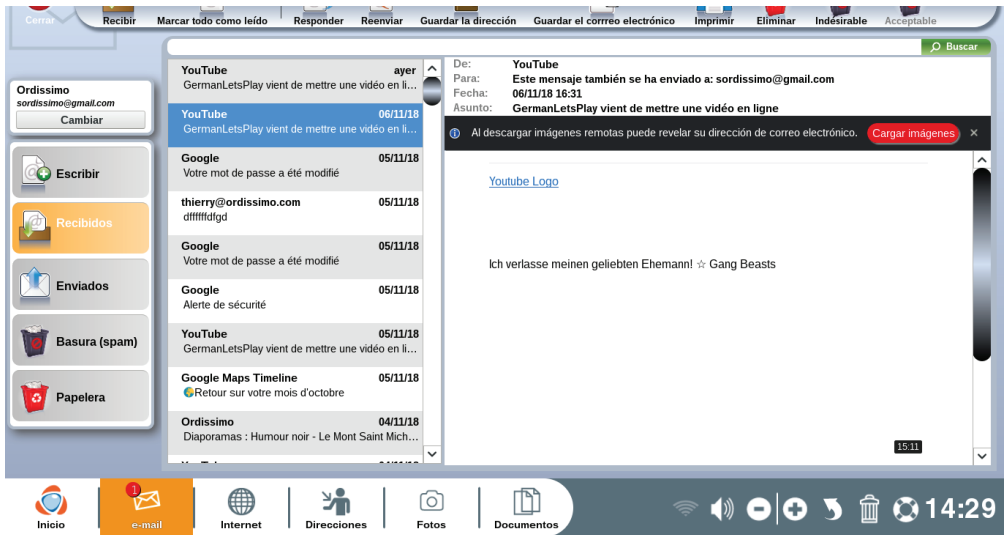 Cerrar
Recibir
Marcar todo como leído
Responder
Reenviar
Guardar la dirección
Guardar el corrreo electrónico
Imprimir
Eliminar
Indesirable
Acceptable
Buscar
Ordissimo
sordissimo@gmail.com
Cambiar
Escribir
Recibidos
Enviados
Basura (spam)
Papelera
YouTube ayer
GermanLetsPlay vient de mettre une vidéo en li...
YouTube 06/11/18
GermanLetsPlay vient de mettre une vidéo en li...
Google 05/11/18
Votre mot de passe a été modifié
thierry@ordissimo.com 05/11/18
dffffffdfgd
Google 05/11/18
Votre mot de passe a été modifié
Google 05/11/18
Alerte de sécurité
YouTube 05/11/18
GermanLetsPlay vient de mettre une vidéo en li...
Google Maps Timeline 05/11/18
Retour sur votre mois d'octobre
Ordissimo 04/11/18
Diaporamas : Humour noir - Le Mont Saint Mich...
De: YouTube
Para: Este mensaje también se ha enviado a: sordissimo@gmail.com
Fecha: 06/11/18 16:31
Asunto: GermanLetsPlay vient de mettre une vidéo en ligne
Al descargar imágenes remotas puede revelar su dirección de correo electrónico. Cargar imágenes ×
Youtube Logo
Ich verlasse meinen geliebten Ehemann! ☆ Gang Beasts
15:11
Inicio
1
e-mail
Internet
Direcciones
Fotos
Documentos
14:29